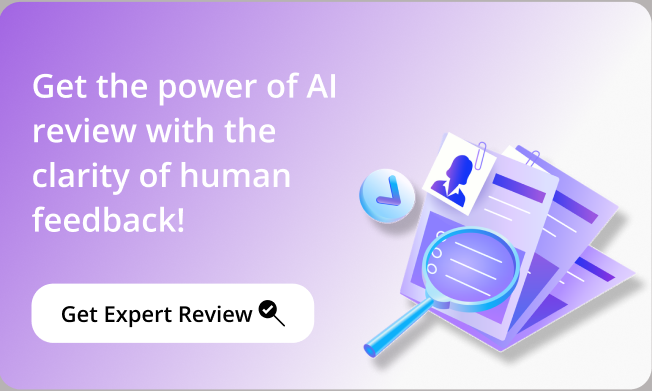 Get the power of AI
review with the
clarity of human
feedback!
Get Expert Review